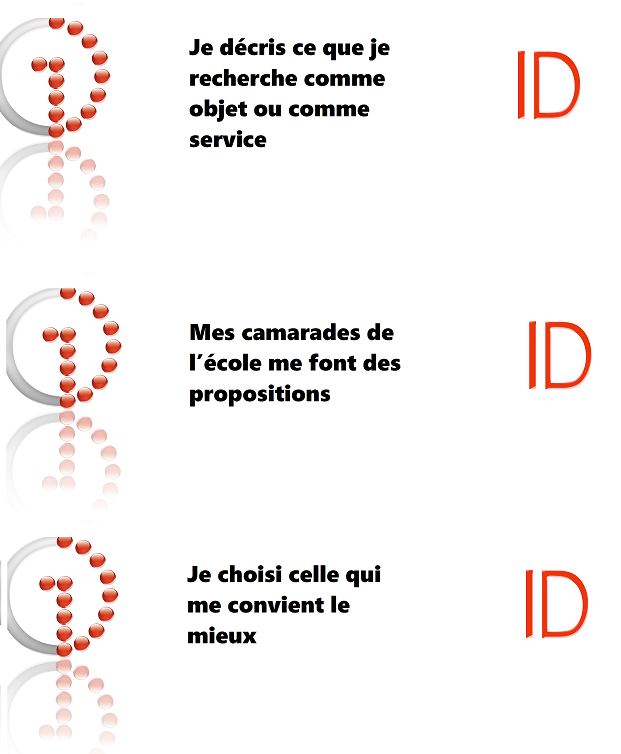 Je décris ce que je
recherche comme
objet ou comme
service
ID
Mes camarades de
l’école me font des
propositions
ID
Je choisi celle qui
me convient le
mieux
ID